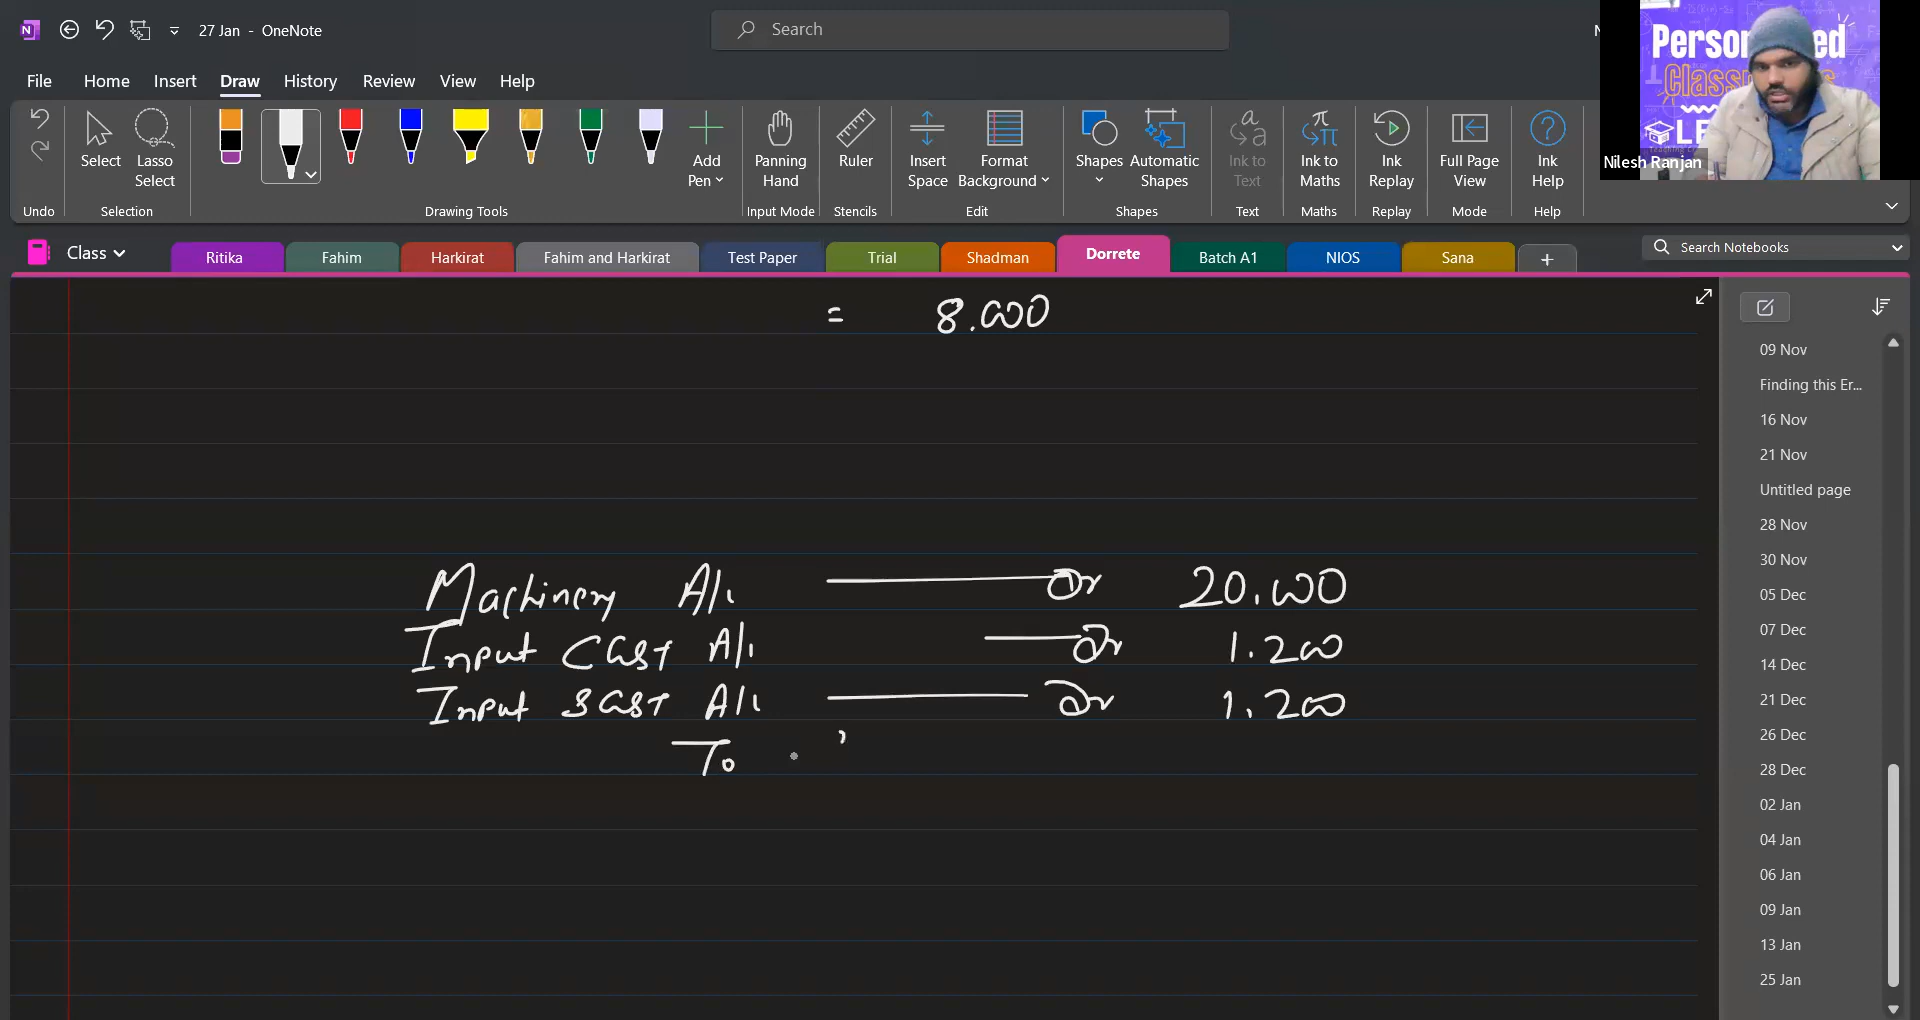 27 Jan - OneNote
Search
File Home Insert Draw History Review View Help
Select
Lasso Select
Add Pen
Panning Hand
Ruler
Insert Space
Format Background
Shapes
Automatic Shapes
Ink to Text
Ink to Maths
Ink Replay
Full Page View
Ink Help
Undo Selection Drawing Tools Input Mode Stencils Edit Shapes Text Maths Replay Mode Help
Nilesh Ranjan
Class Ritika Fahim Harkirat Fahim and Harkirat Test Paper Trial Shadman Dorrete Batch A1 NIOS Sana + Search Notebooks
= 8.000
Machinery A/c Dr 20.000
Input CGST A/c Dr 1.200
Input SGST A/c Dr 1.200
To
09 Nov
Finding this Er...
16 Nov
21 Nov
Untitled page
28 Nov
30 Nov
05 Dec
07 Dec
14 Dec
21 Dec
26 Dec
28 Dec
02 Jan
04 Jan
06 Jan
09 Jan
13 Jan
25 Jan